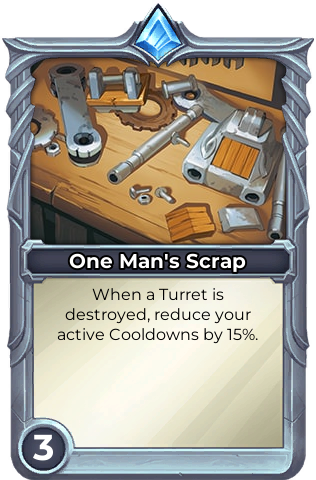 One Man's Scrap
When a Turret is
destroyed, reduce your
active Cooldowns by 15%.
3